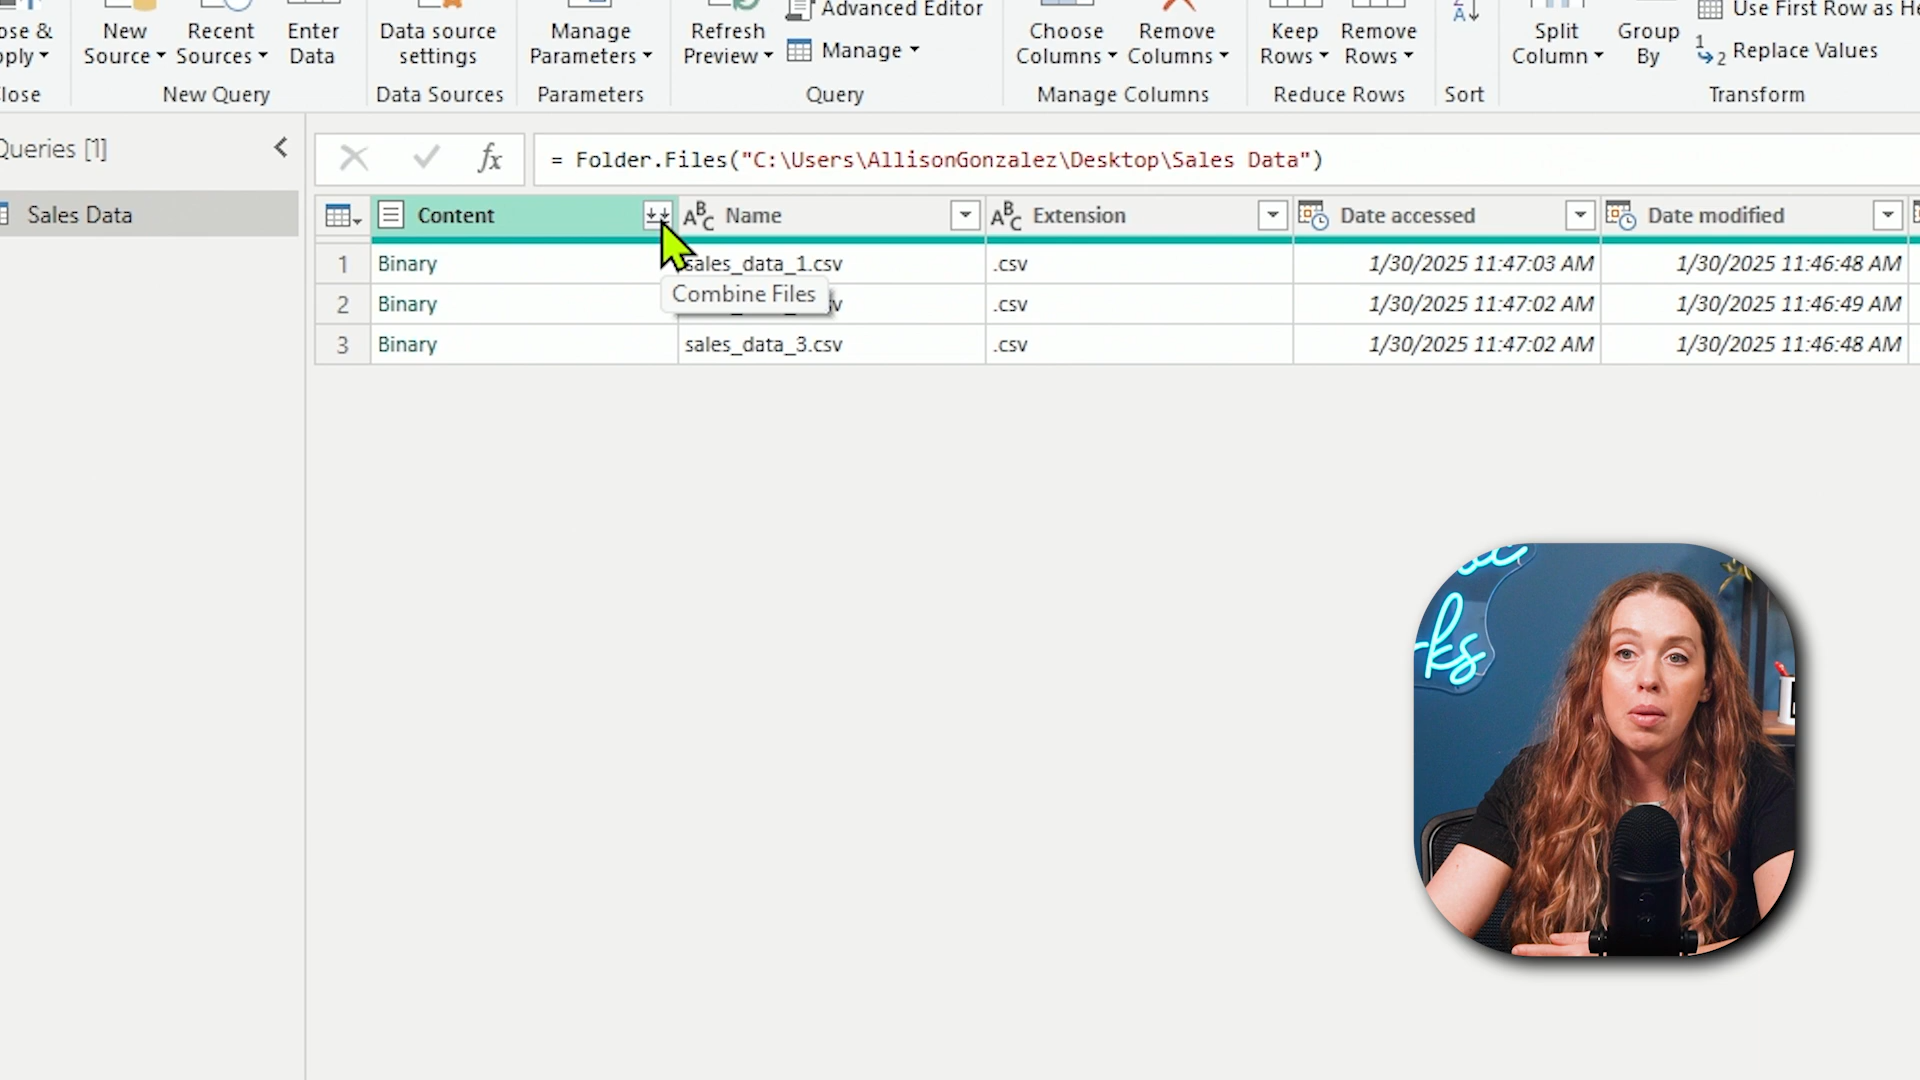 ose &
pply
lose
New
Source
Recent
Sources
Enter
Data
New Query
Data source
settings
Data Sources
Manage
Parameters
Parameters
Refresh
Preview
Advanced Editor
Manage
Query
Choose
Columns
Remove
Columns
Manage Columns
Keep
Rows
Remove
Rows
Reduce Rows
Sort
Split
Column
Group
By
Use First Row as He
Replace Values
Transform
Queries [1]
Sales Data
fx
= Folder.Files("C:\Users\AllisonGonzalez\Desktop\Sales Data")
Content
Name
Extension
Date accessed
Date modified
1 Binary sales_data_1.csv .csv 1/30/2025 11:47:03 AM 1/30/2025 11:46:48 AM
Combine Files
2 Binary .csv 1/30/2025 11:47:02 AM 1/30/2025 11:46:49 AM
3 Binary sales_data_3.csv .csv 1/30/2025 11:47:02 AM 1/30/2025 11:46:48 AM
rks